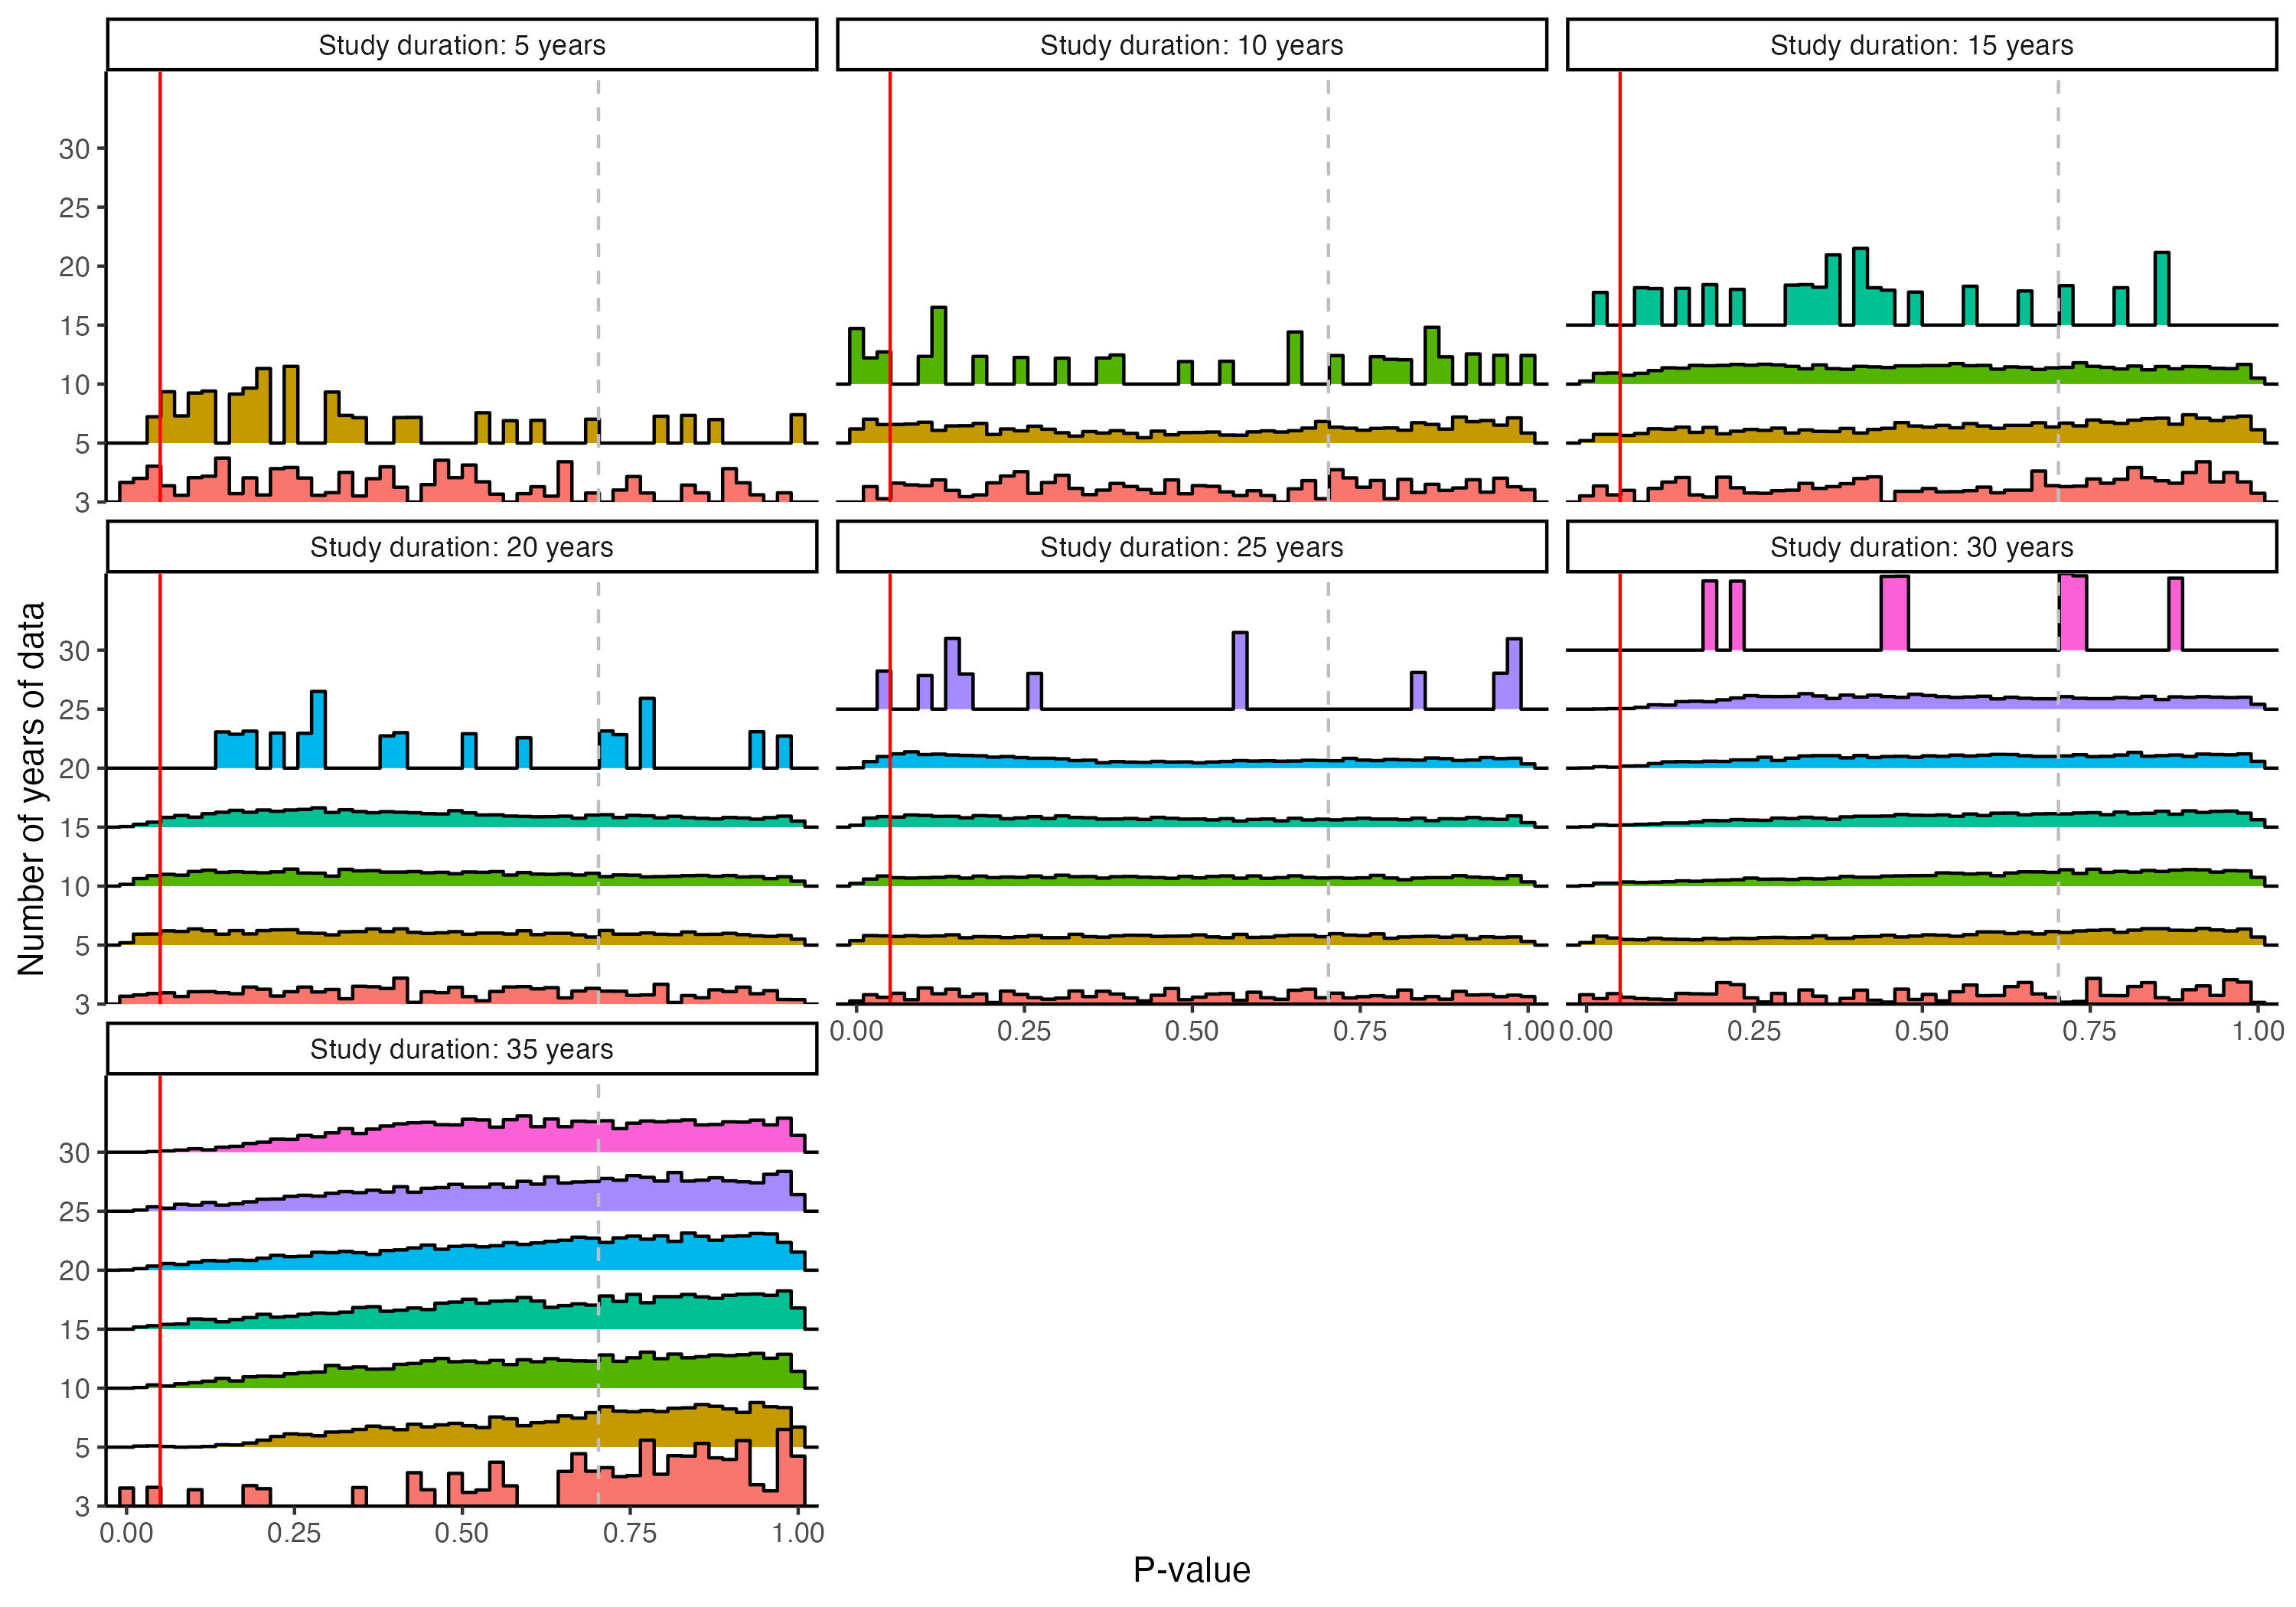 Study duration: 5 years
Study duration: 10 years
Study duration: 15 years
30
25
20
15
10
5
3
Study duration: 20 years
Study duration: 25 years
Study duration: 30 years
Number of years of data
30
25
20
15
10
5
3
0.00 0.25 0.50 0.75 1.00
0.00 0.25 0.50 0.75 1.00
Study duration: 35 years
30
25
20
15
10
5
3
0.00 0.25 0.50 0.75 1.00
P-value